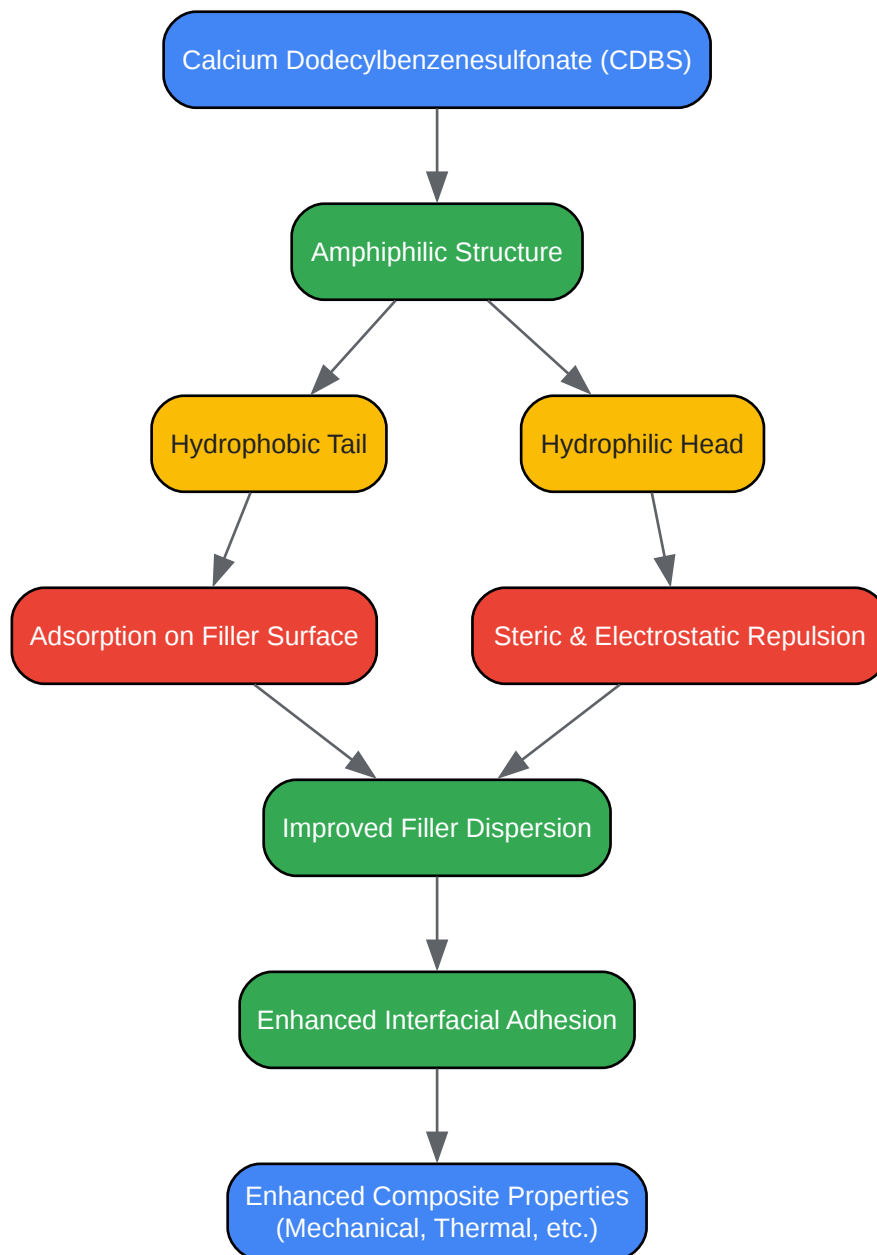 Calcium Dodecylbenzenesulfonate (CDBS)
Amphiphilic Structure
Hydrophobic Tail
Hydrophilic Head
Adsorption on Filler Surface
Steric & Electrostatic Repulsion
Improved Filler Dispersion
Enhanced Interfacial Adhesion
Enhanced Composite Properties
(Mechanical, Thermal, etc.)